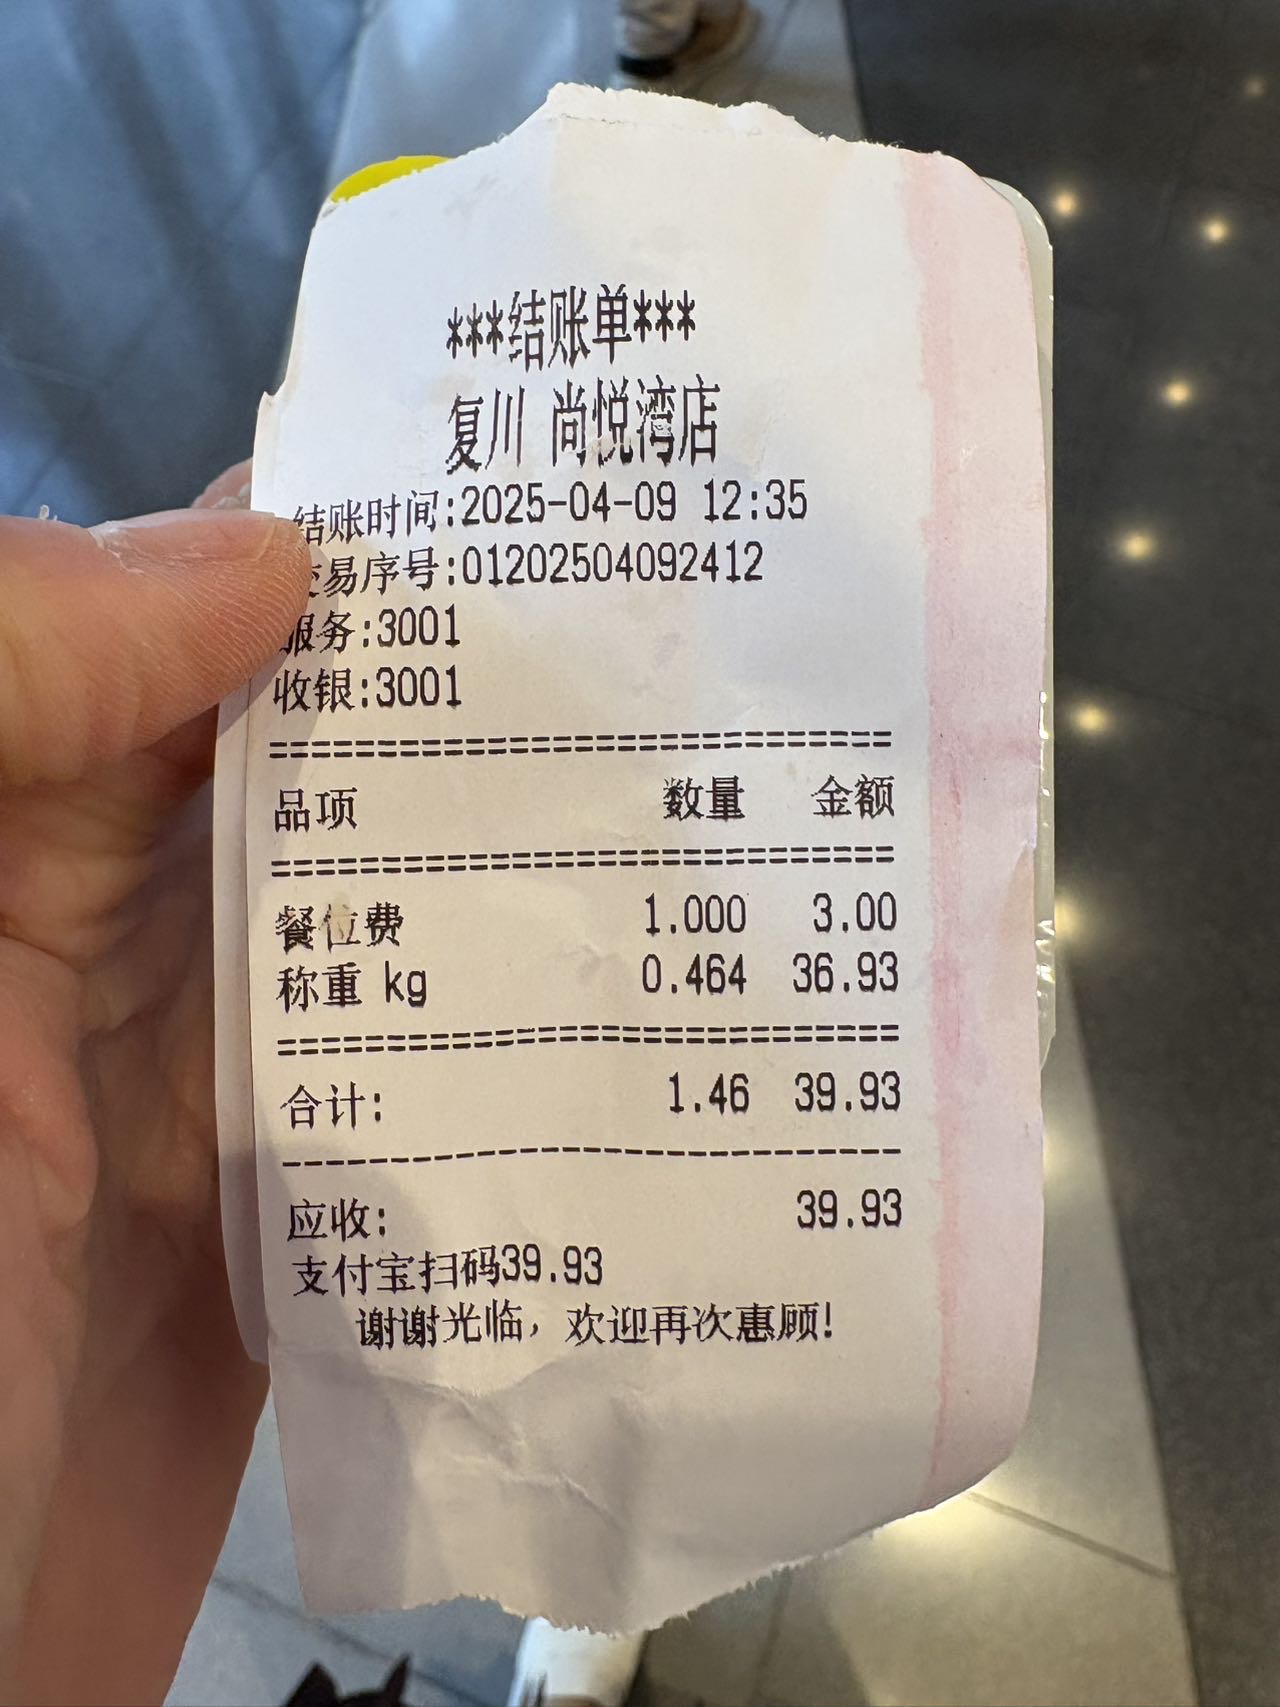 ***结账单***
复川 尚悦湾店
结账时间:2025-04-09 12:35
交易序号:01202504092412
服务:3001
收银:3001
==============================
品项 数量 金额
==============================
餐位费 1.000 3.00
称重 kg 0.464 36.93
==============================
合计: 1.46 39.93
------------------------------
应收: 39.93
支付宝扫码39.93
谢谢光临，欢迎再次惠顾!